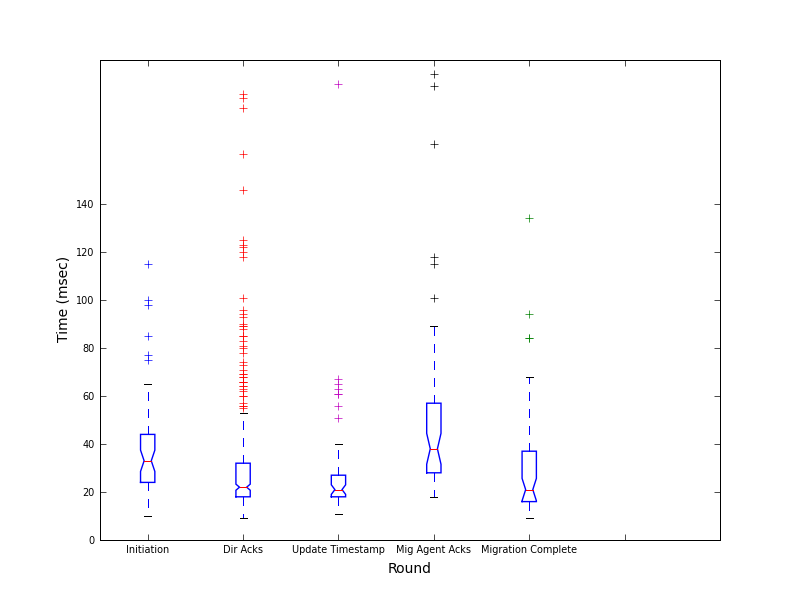 140
120
100
80
60
40
20
0
Time (msec)
Initiation Dir Acks Update Timestamp Mig Agent Acks Migration Complete
Round